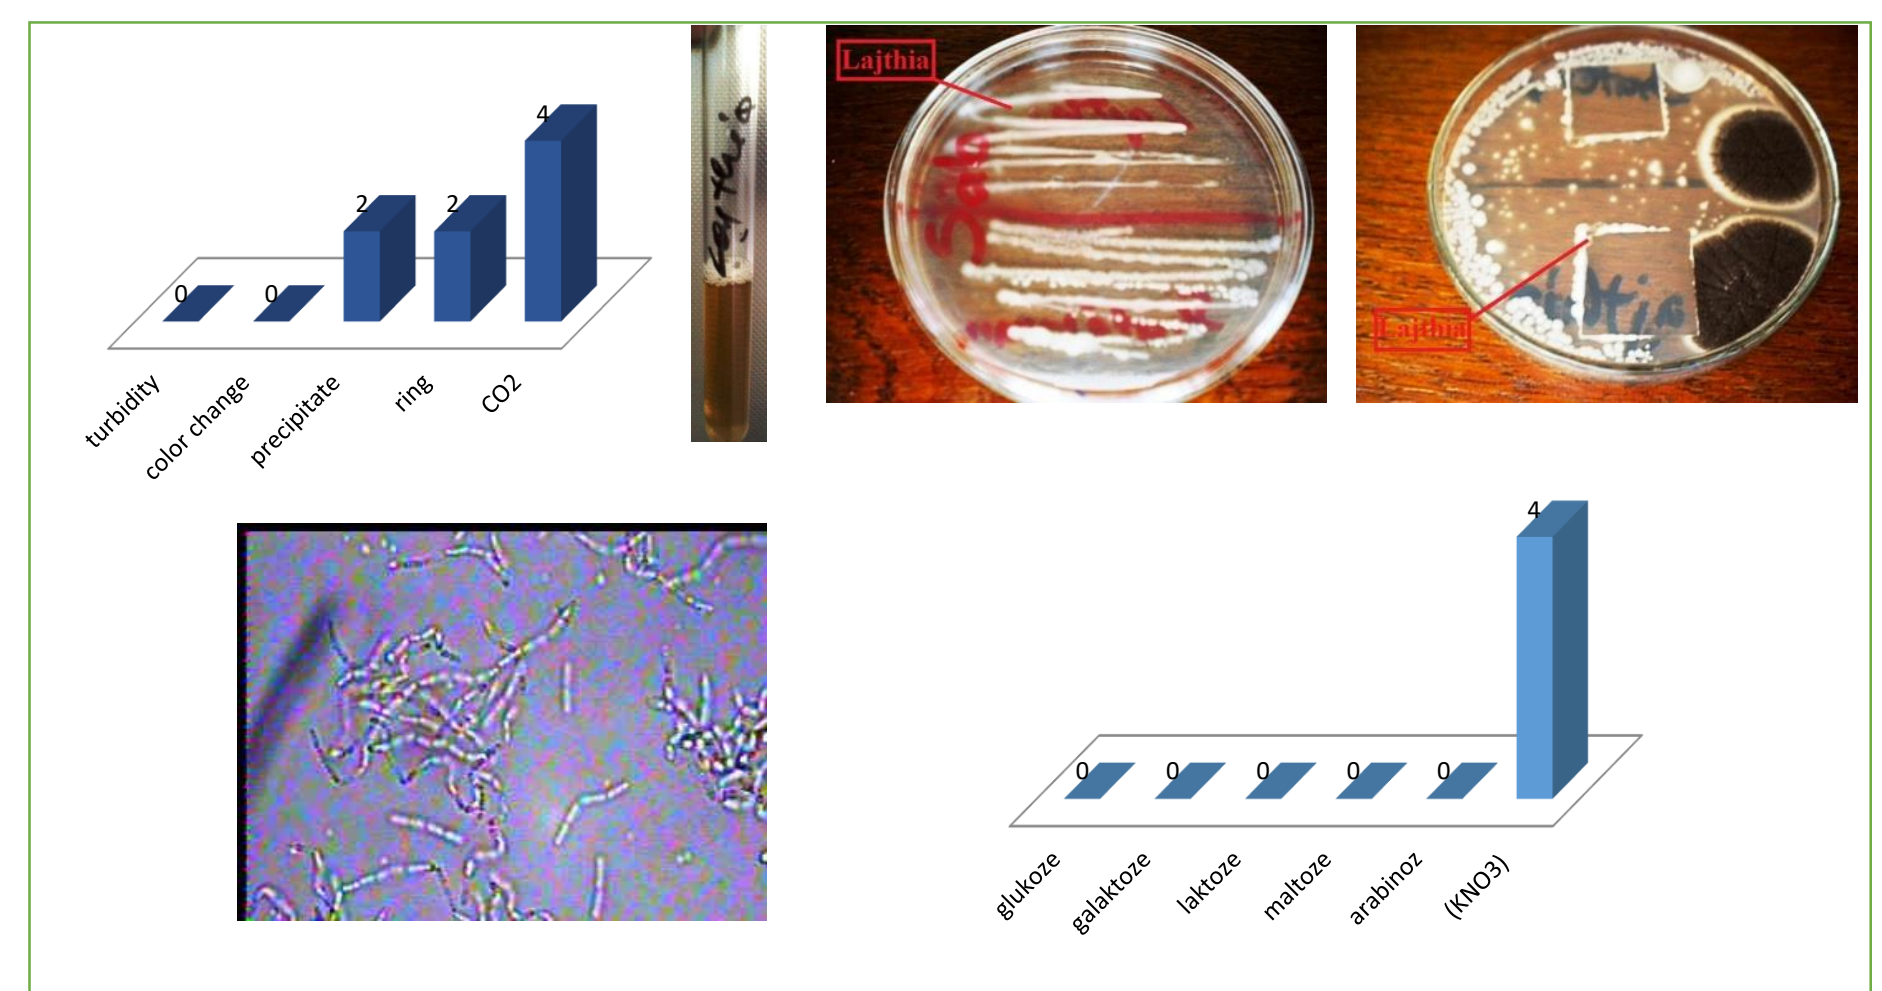 4
2
2
0
0
turbidity
color change
precipitate
ring
CO2
Lajthia
Sab
Lajthia
4
0
0
0
0
0
glukoze
galaktoze
laktoze
maltoze
arabinoz
(KNO3)